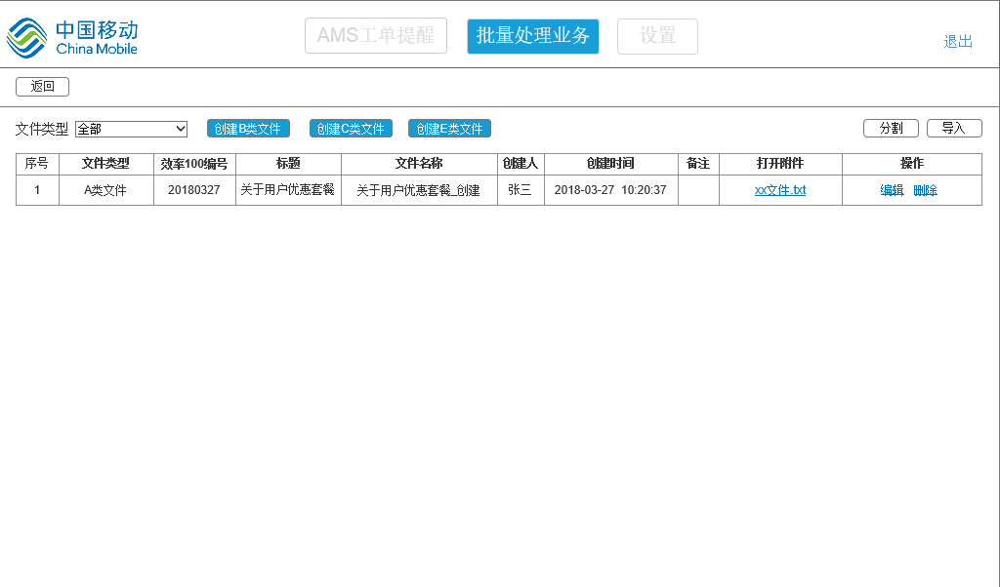 中国移动
China Mobile
AMS工单提醒 批量处理业务 设置
退出
返回
文件类型 全部 创建B类文件 创建C类文件 创建E类文件 分割 导入
序号 文件类型 效率100编号 标题 文件名称 创建人 创建时间 备注 打开附件 操作
1 A类文件 20180327 关于用户优惠套餐 关于用户优惠套餐_创建 张三 2018-03-27 10:20:37 xx文件.txt 编辑 删除